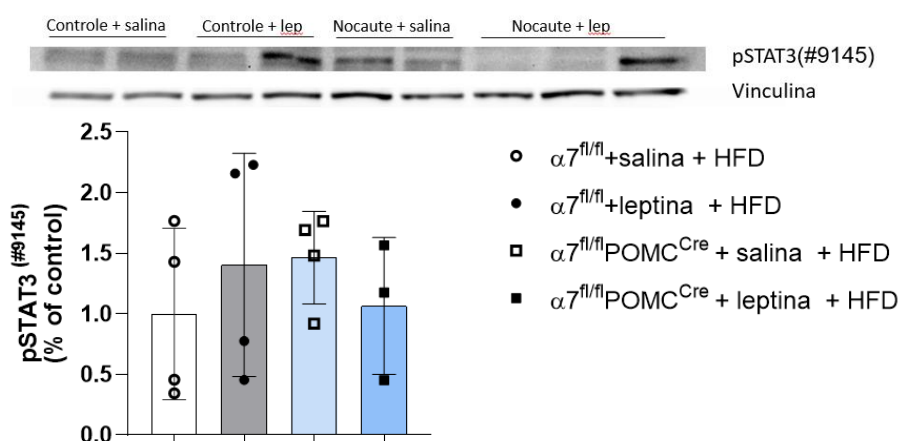 Controle + salina Controle + lep Nocaute + salina Nocaute + lep
pSTAT3(#9145)
Vinculina
2.5
2.0
1.5
1.0
0.5
0.0
pSTAT3 (#9145)
(% of control)
α7fl/fl+salina + HFD
α7fl/fl+leptina + HFD
α7fl/flPOMCCre + salina + HFD
α7fl/flPOMCCre + leptina + HFD